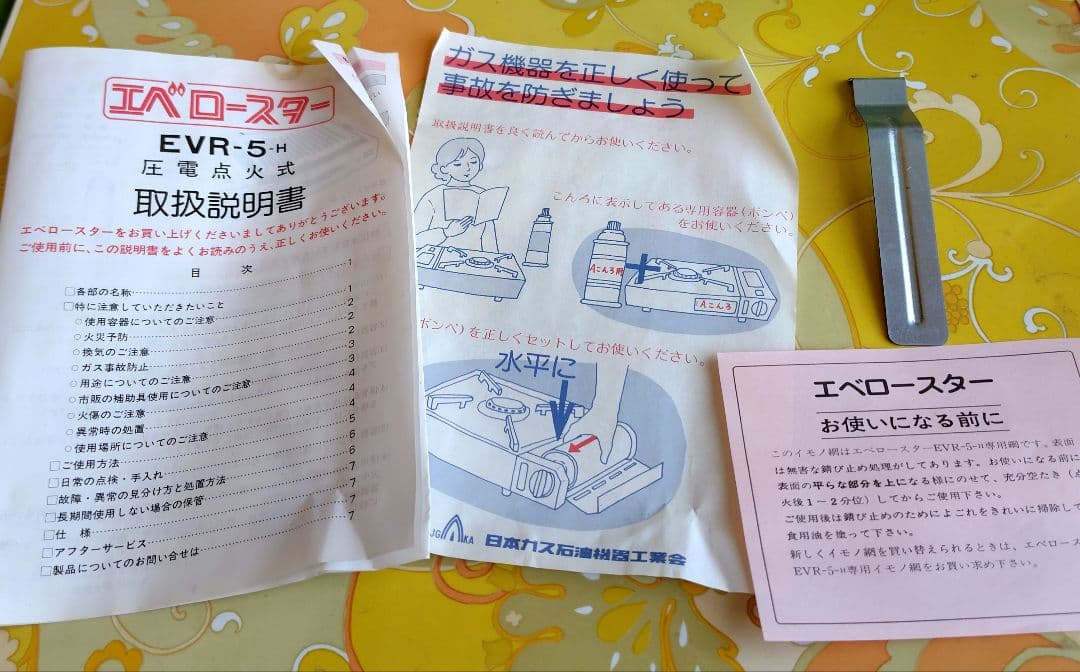 エベロースター
EVR-5-H
圧電点火式
取扱説明書
エベロースターをお買い上げくださいましてありがとうございます。
ご使用前に、この説明書をよくお読みのうえ、正しくお使いください。
目 次
1
□各部の名称 1
□特に注意していただきたいこと 2
○使用容器についてのご注意 2
○火災予防 2
○換気のご注意 3
○ガス事故防止 3
○用途についてのご注意 4
○市販の補助具使用についてのご注意 4
○火傷のご注意 4
○異常時の処置 5
○使用場所についてのご注意 6
□ご使用方法 6
□日常の点検・手入れ 7
□故障・異常の見分け方と処置方法 7
□長期間使用しない場合の保管 7
□仕 様 7
□アフターサービス
□製品についてのお問い合せは
ガス機器を正しく使って
事故を防ぎましょう
取扱説明書を良く読んでからお使いください。
こんろに表示してある専用容器(ボンベ)
をお使いください。
Aこんろ用
Aこんろ
ボンベ)を正しくセットしてお使いください。
水平に
JG KA
日本ガス石油機器工業会
エベロースター
お使いになる前に
このイモノ網はエベロースターEVR-5-H専用網です。表面
は無害な錆び止め処理がしてあります。お使いになる前に
表面の平らな部分を上になる様にのせて、充分空たき(点
火後1～2分位)してからご使用下さい。
ご使用後は錆び止めのためによごれをきれいに掃除して
食用油を塗って下さい。
新しくイモノ網を買い替えられるときは、エベロース
EVR-5-H専用イモノ網をお買い求め下さい。